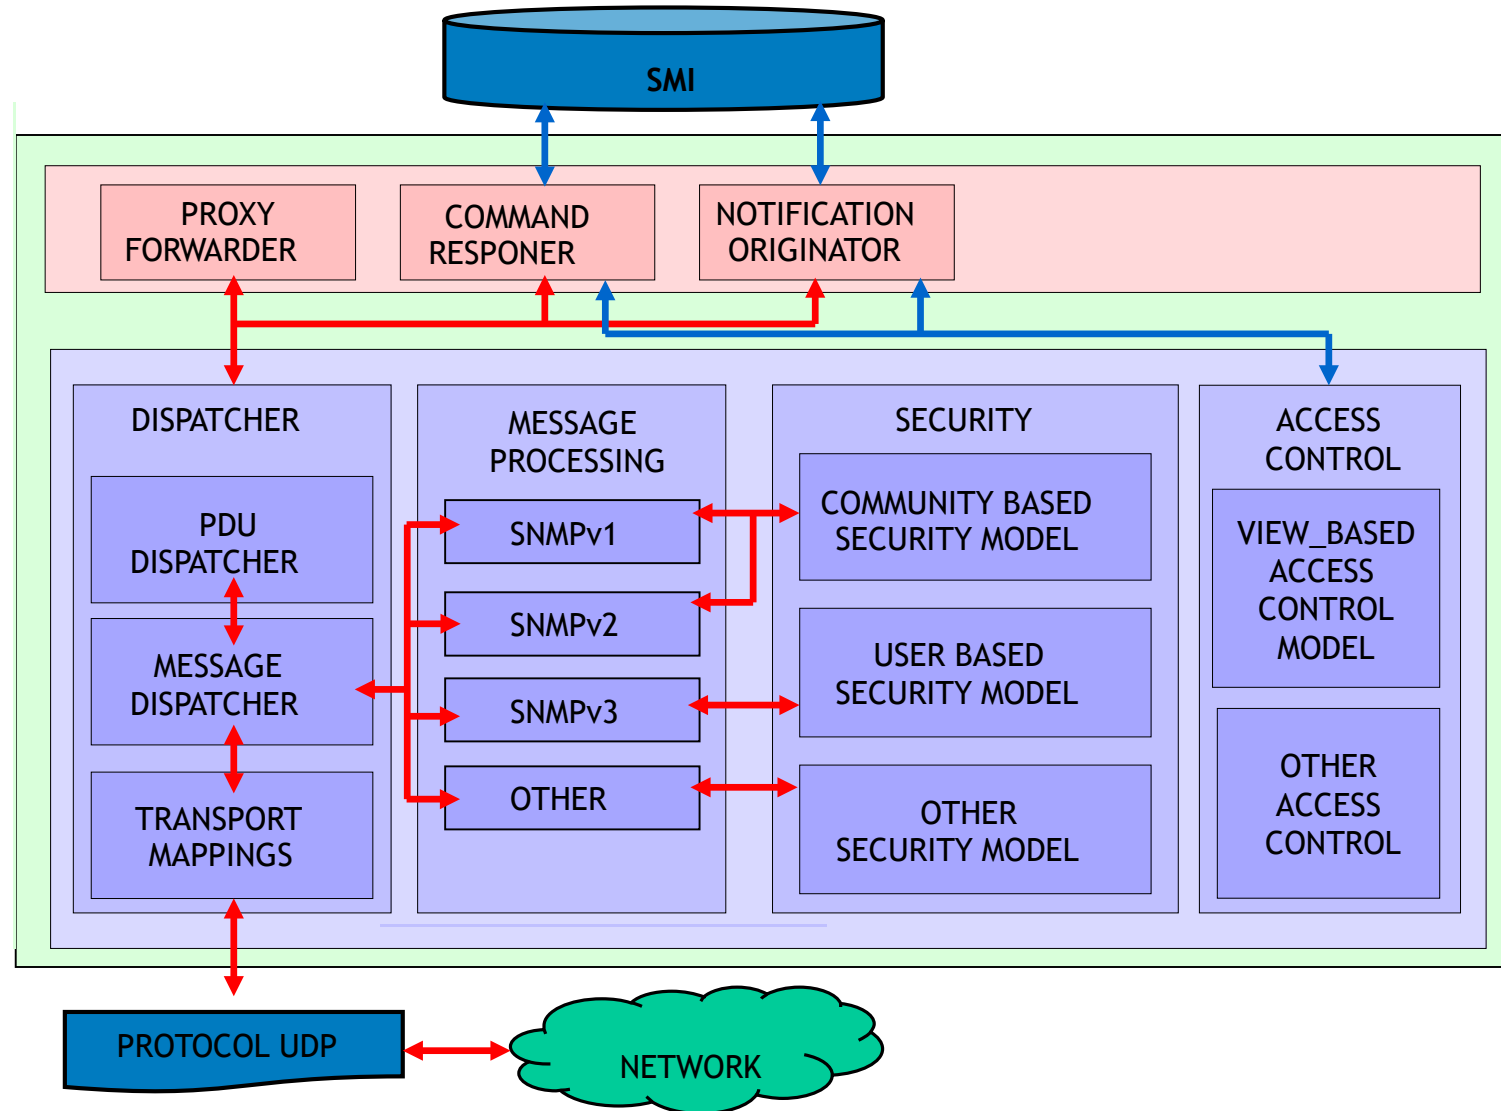 SMI
PROXY
FORWARDER
COMMAND
RESPONER
NOTIFICATION
ORIGINATOR
DISPATCHER
PDU
DISPATCHER
MESSAGE
DISPATCHER
TRANSPORT
MAPPINGS
MESSAGE
PROCESSING
SNMPv1
SNMPv2
SNMPv3
OTHER
SECURITY
COMMUNITY BASED
SECURITY MODEL
USER BASED
SECURITY MODEL
OTHER
SECURITY MODEL
ACCESS
CONTROL
VIEW_BASED
ACCESS
CONTROL
MODEL
OTHER
ACCESS
CONTROL
PROTOCOL UDP
NETWORK